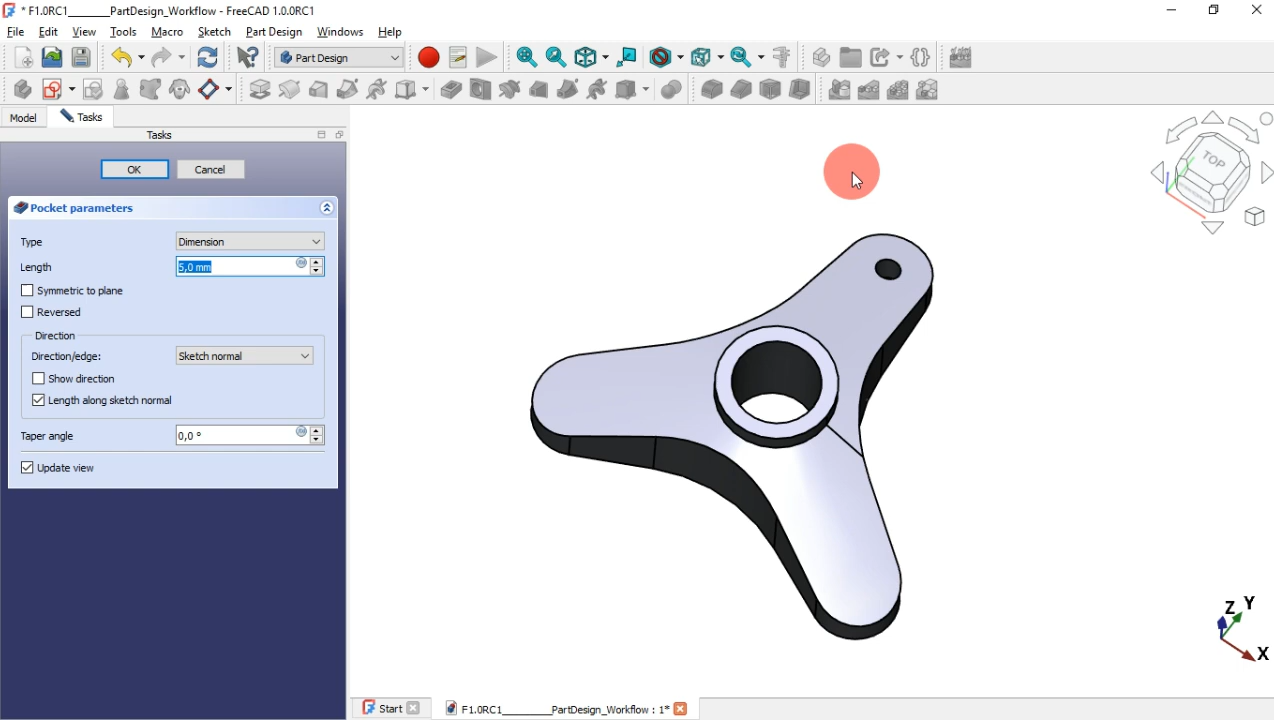 * F1.0RC1________PartDesign_Workflow - FreeCAD 1.0.0RC1
File Edit View Tools Macro Sketch Part Design Windows Help
Part Design
Model Tasks
Tasks
OK Cancel
Pocket parameters
Type Dimension
Length 5,0 mm
Symmetric to plane
Reversed
Direction
Direction/edge: Sketch normal
Show direction
Length along sketch normal
Taper angle 0,0 °
Update view
TOP
Z Y
X
Start F1.0RC1________PartDesign_Workflow : 1*